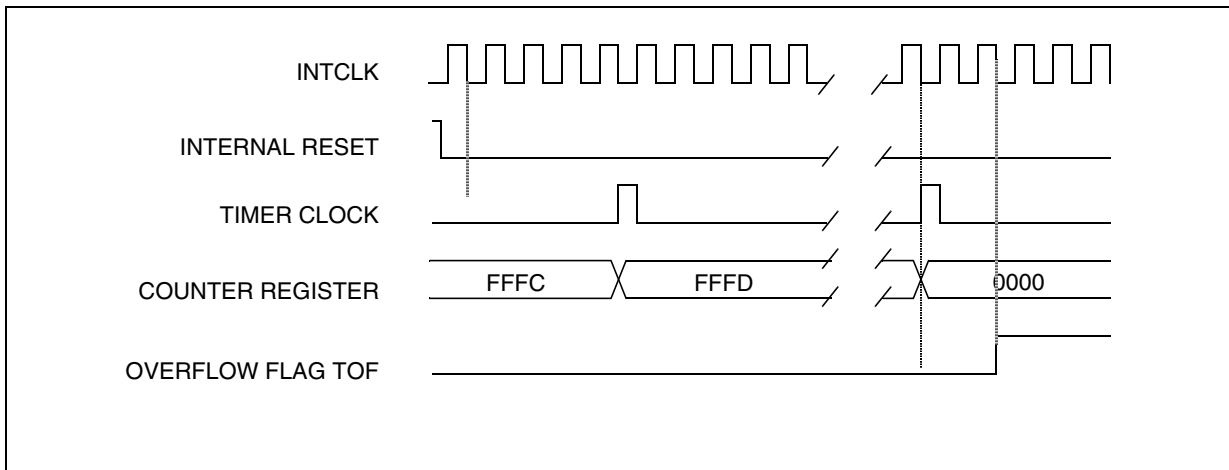 INTCLK
INTERNAL RESET
TIMER CLOCK
COUNTER REGISTER FFFC FFFD 0000
OVERFLOW FLAG TOF